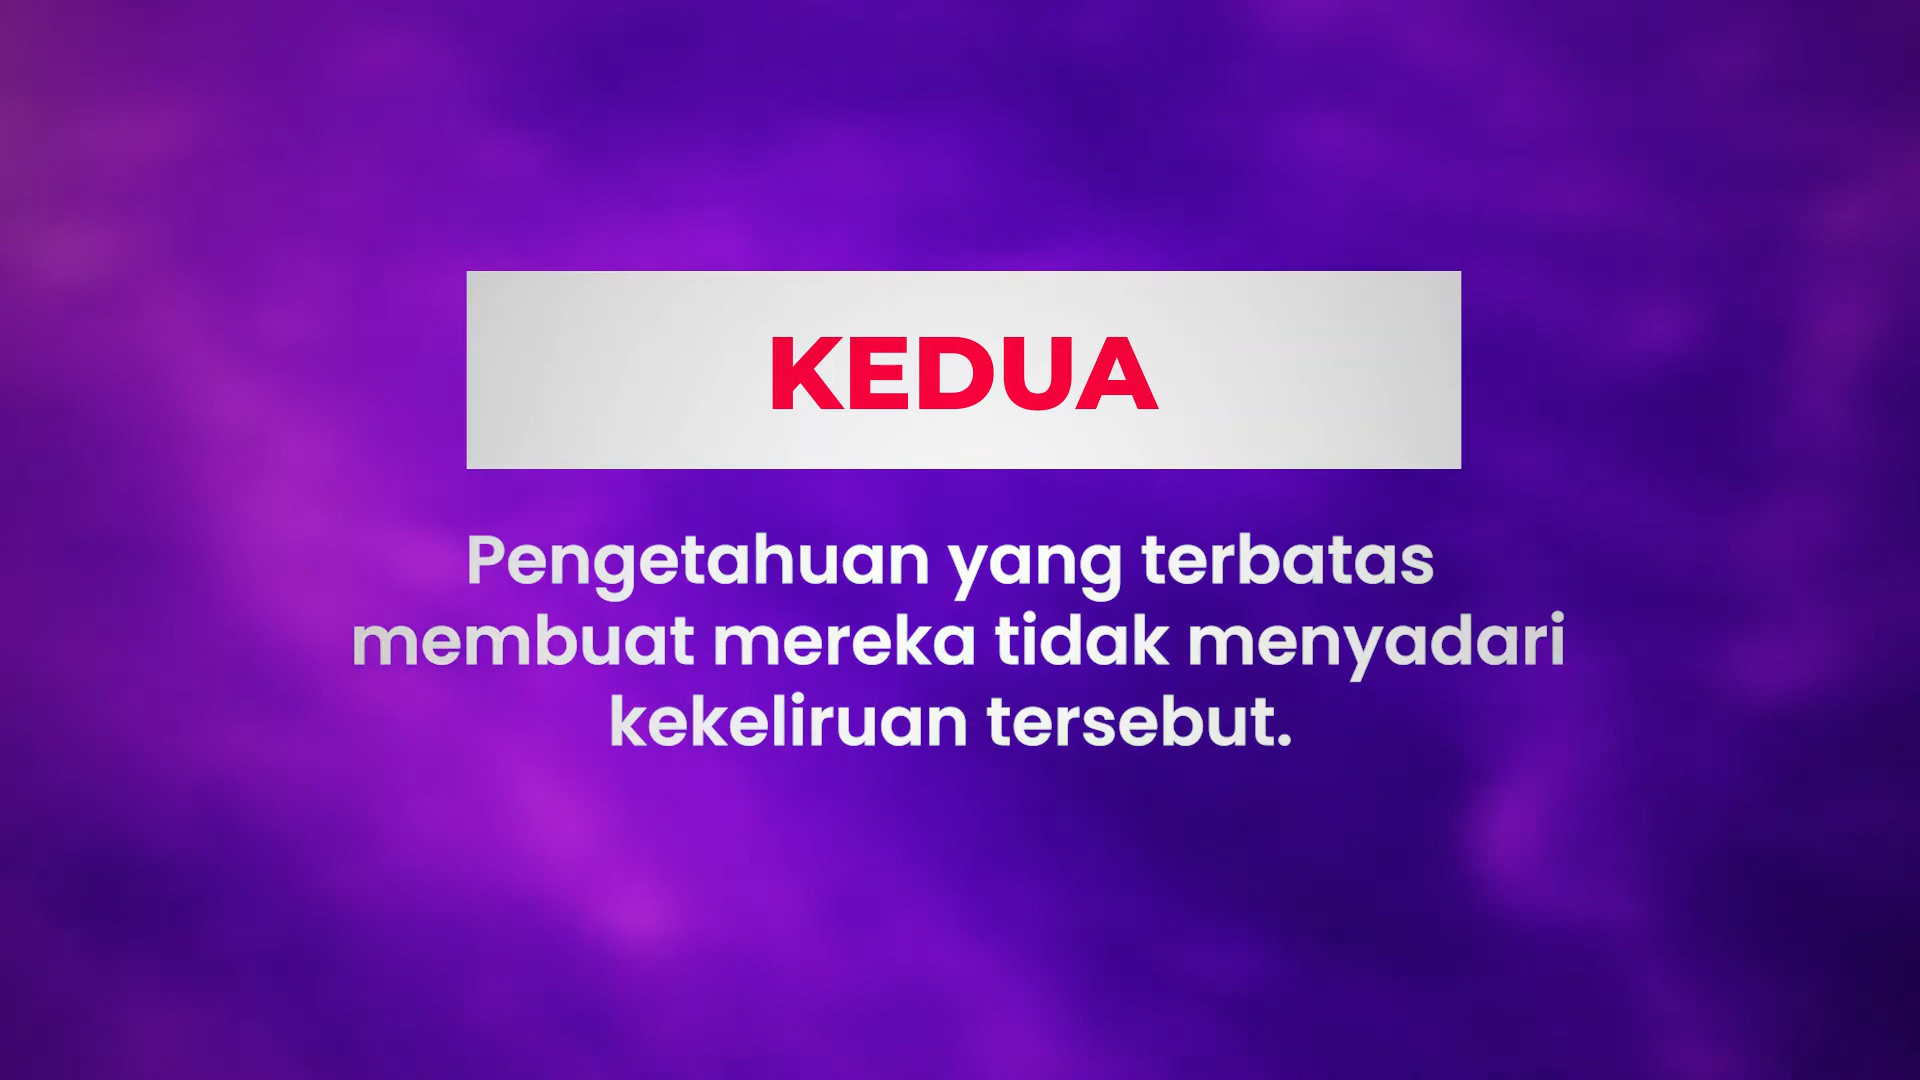 KEDUA
Pengetahuan yang terbatas
membuat mereka tidak menyadari
kekeliruan tersebut.